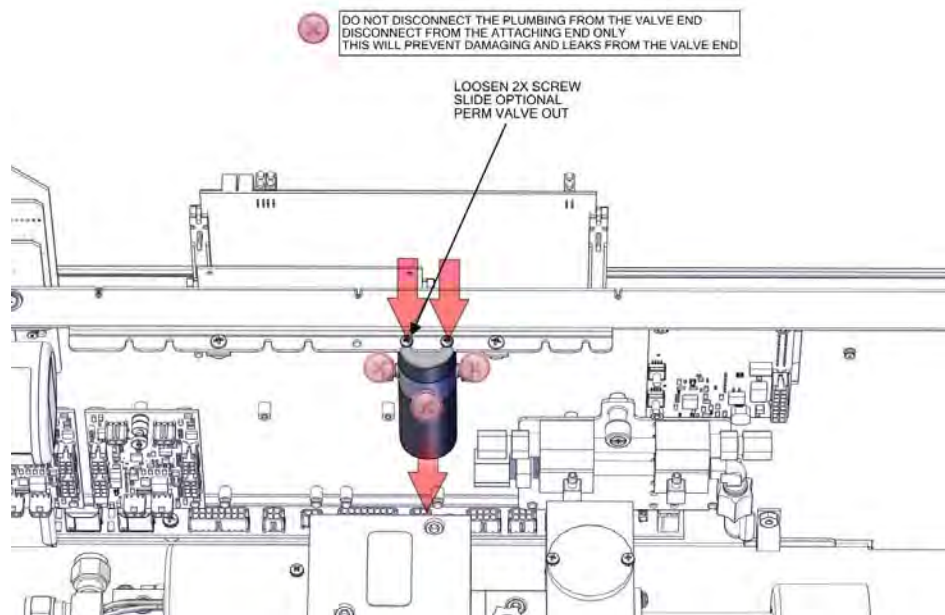 DO NOT DISCONNECT THE PLUMBING FROM THE VALVE END
DISCONNECT FROM THE ATTACHING END ONLY
THIS WILL PREVENT DAMAGING AND LEAKS FROM THE VALVE END
LOOSEN 2X SCREW
SLIDE OPTIONAL
PERM VALVE OUT